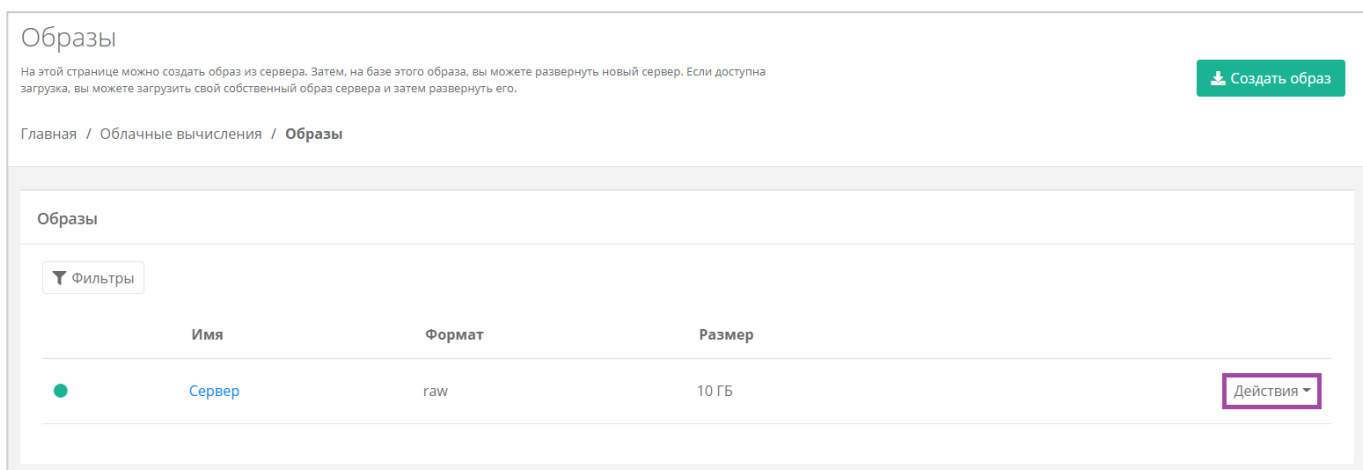 Образы
На этой странице можно создать образ из сервера. Затем, на базе этого образа, вы можете развернуть новый сервер. Если доступна
загрузка, вы можете загрузить свой собственный образ сервера и затем развернуть его.
Создать образ
Главная / Облачные вычисления / Образы
Образы
Фильтры
Имя Формат Размер
Сервер raw 10 ГБ Действия